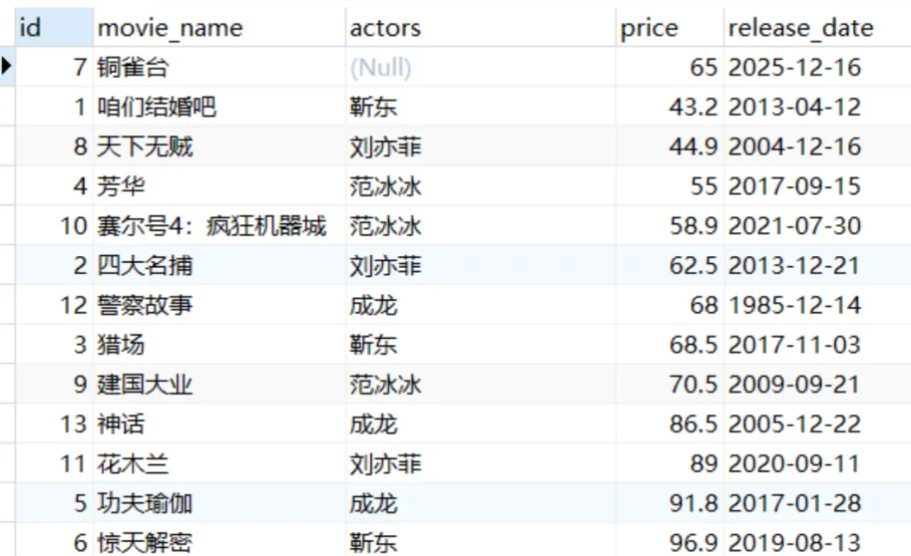 id movie_name actors price release_date
7 铜雀台 (Null) 65 2025-12-16
1 咱们结婚吧 靳东 43.2 2013-04-12
8 天下无贼 刘亦菲 44.9 2004-12-16
4 芳华 范冰冰 55 2017-09-15
10 赛尔号4：疯狂机器城 范冰冰 58.9 2021-07-30
2 四大名捕 刘亦菲 62.5 2013-12-21
12 警察故事 成龙 68 1985-12-14
3 猎场 靳东 68.5 2017-11-03
9 建国大业 范冰冰 70.5 2009-09-21
13 神话 成龙 86.5 2005-12-22
11 花木兰 刘亦菲 89 2020-09-11
5 功夫瑜伽 成龙 91.8 2017-01-28
6 惊天解密 靳东 96.9 2019-08-13